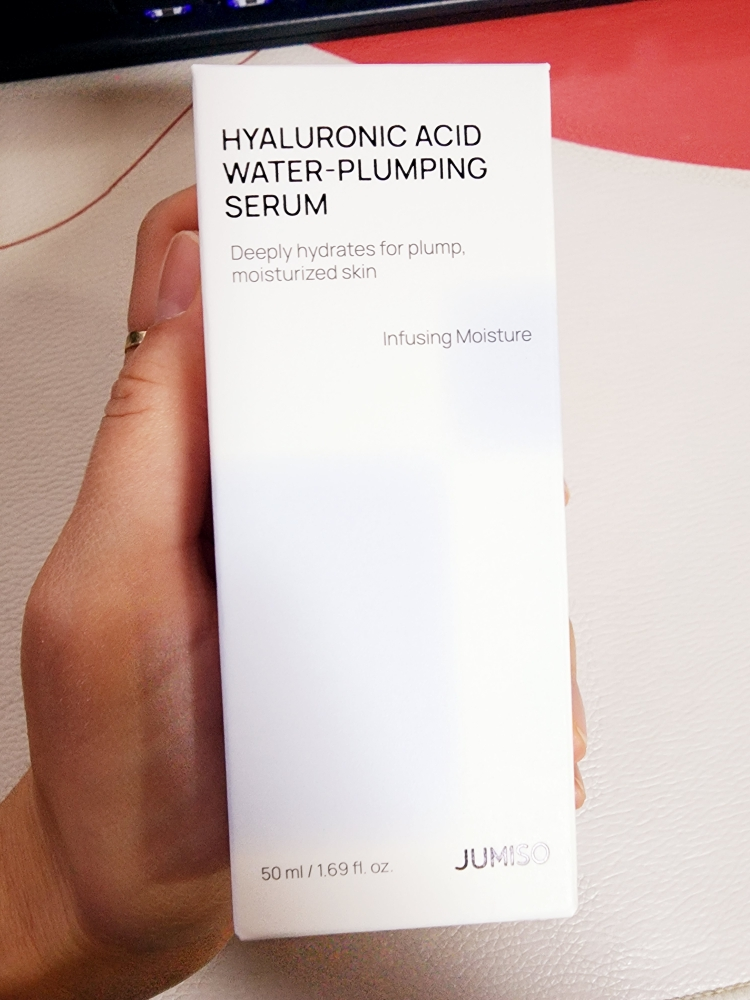 HYALURONIC ACID
WATER-PLUMPING
SERUM
Deeply hydrates for plump,
moisturized skin
Infusing Moisture
50 ml / 1.69 fl. oz.
JUMISO